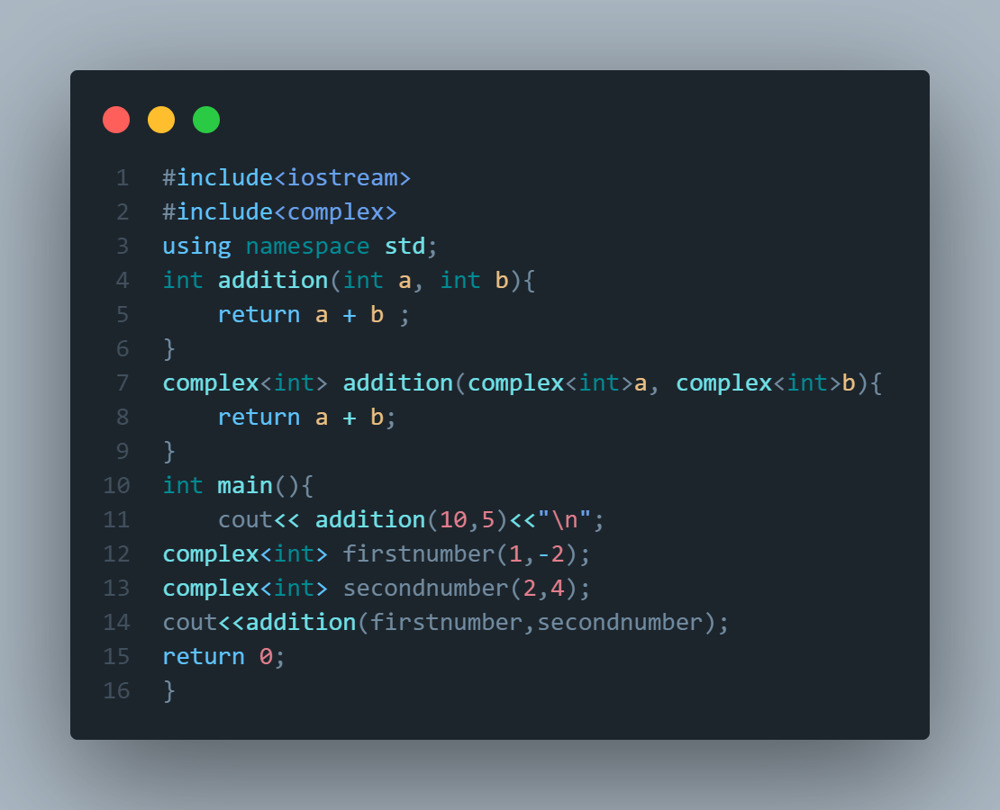 1 #include<iostream>
2 #include<complex>
3 using namespace std;
4 int addition(int a, int b){
5     return a + b ;
6 }
7 complex<int> addition(complex<int>a, complex<int>b){
8     return a + b;
9 }
10 int main(){
11     cout<< addition(10,5)<<"\n";
12 complex<int> firstnumber(1,-2);
13 complex<int> secondnumber(2,4);
14 cout<<addition(firstnumber,secondnumber);
15 return 0;
16 }